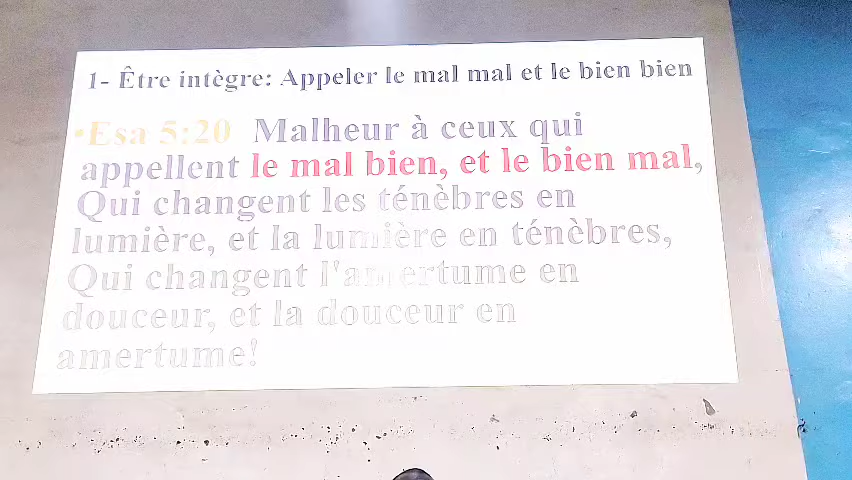 1- Être intègre: Appeler le mal mal et le bien bien
•Esa 5:20 Malheur à ceux qui
appellent le mal bien, et le bien mal,
Qui changent les ténèbres en
lumière, et la lumière en ténèbres,
Qui changent l'amertume en
douceur, et la douceur en
amertume!